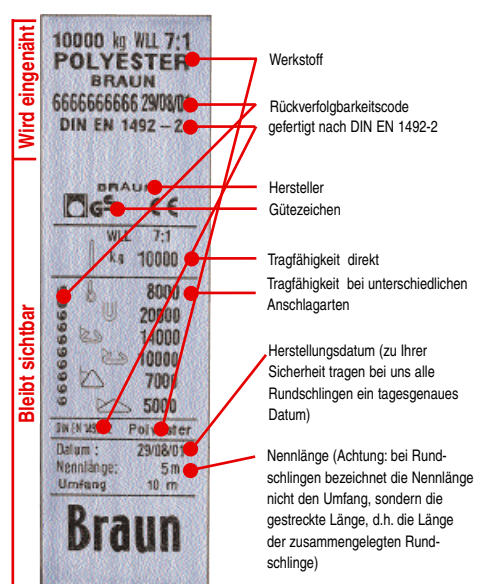 Wird eingenäht
Bleibt sichtbar
10000 kg WLL 7:1
POLYESTER
BRAUN
6666666666 29/08/01
DIN EN 1492 – 2
BRAUN
GS CE
WLL 7:1
kg 10000
8000
20000
14000
10000
7000
5000
DIN EN Polyester
Datum : 29/08/01
Nennlänge: 5 m
Umfang 10 m
Braun
Werkstoff
Rückverfolgbarkeitscode
gefertigt nach DIN EN 1492-2
Hersteller
Gütezeichen
Tragfähigkeit direkt
Tragfähigkeit bei unterschiedlichen
Anschlagarten
Herstellungsdatum (zu Ihrer
Sicherheit tragen bei uns alle
Rundschlingen ein tagesgenaues
Datum)
Nennlänge (Achtung: bei Rund-
schlingen bezeichnet die Nennlänge
nicht den Umfang, sondern die
gestreckte Länge, d.h. die Länge
der zusammengelegten Rund-
schlinge)